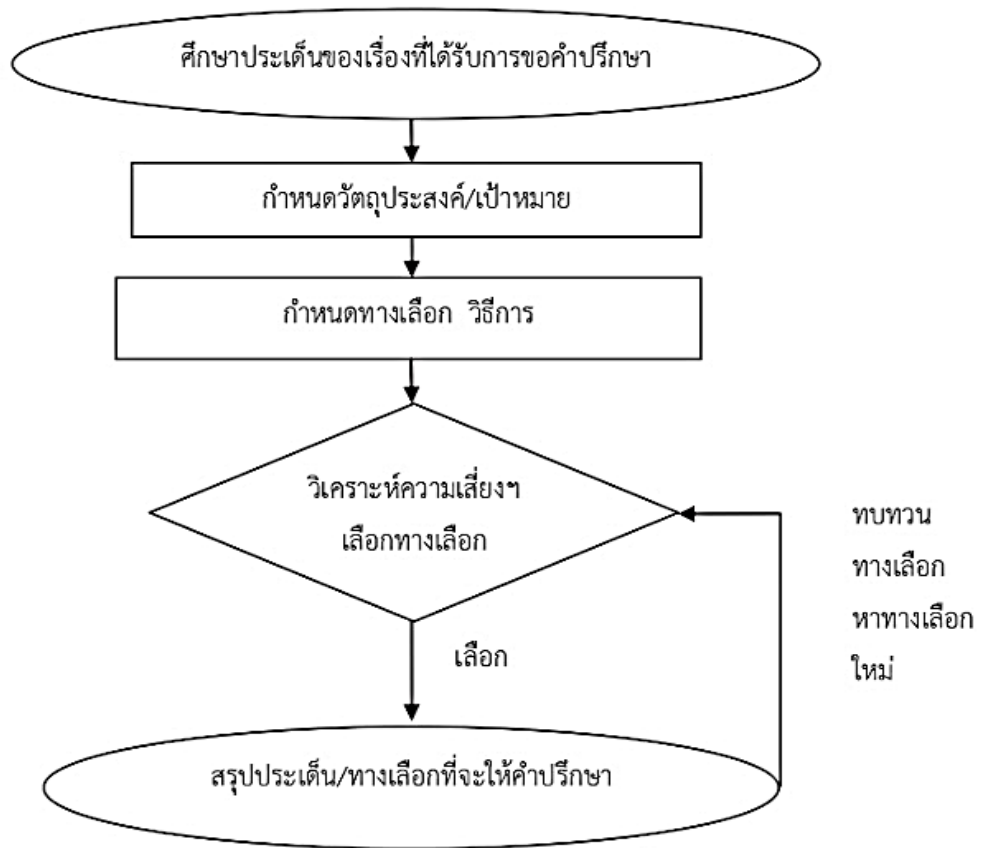 ศึกษาประเด็นของเรื่องที่ได้รับการขอคำปรึกษา
กำหนดวัตถุประสงค์/เป้าหมาย
กำหนดทางเลือก วิธีการ
วิเคราะห์ความเสี่ยงฯ
เลือกทางเลือก
ทบทวน
ทางเลือก
หาทางเลือก
ใหม่
เลือก
สรุปประเด็น/ทางเลือกที่จะให้คำปรึกษา